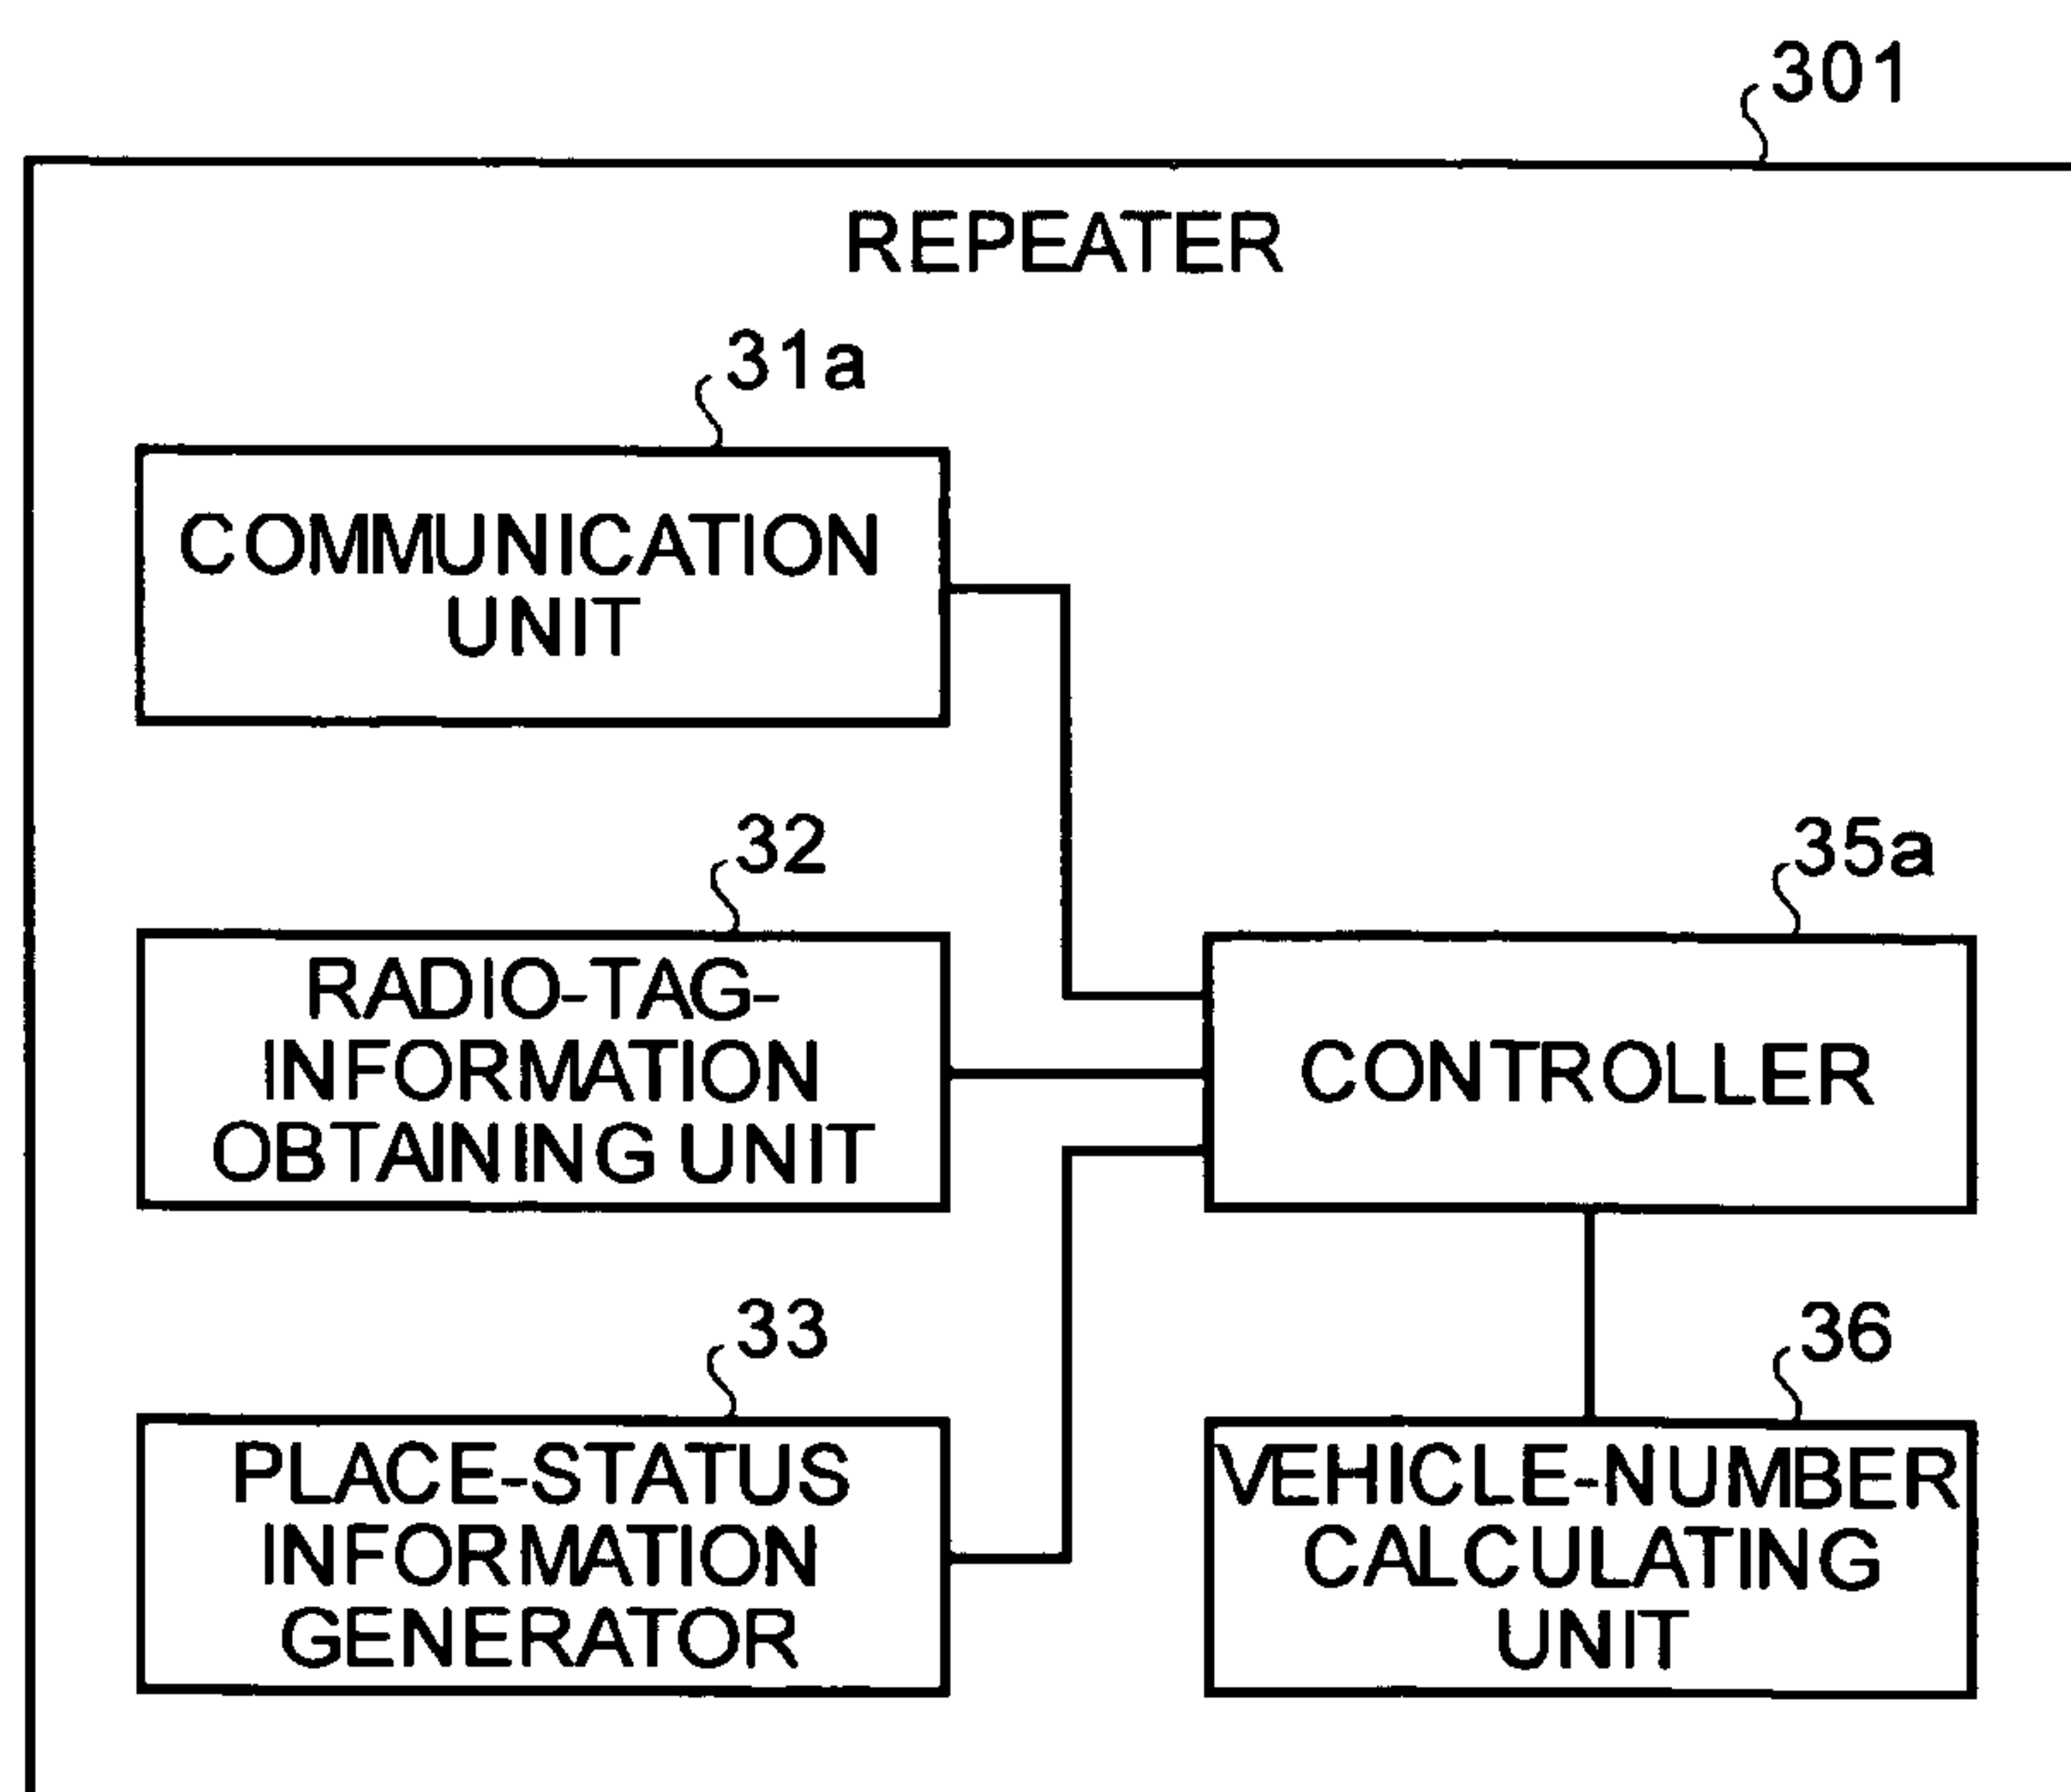 301
REPEATER
31a
COMMUNICATION
UNIT
32
RADIO-TAG-
INFORMATION
OBTAINING UNIT
35a
CONTROLLER
33
PLACE-STATUS
INFORMATION
GENERATOR
36
VEHICLE-NUMBER
CALCULATING
UNIT